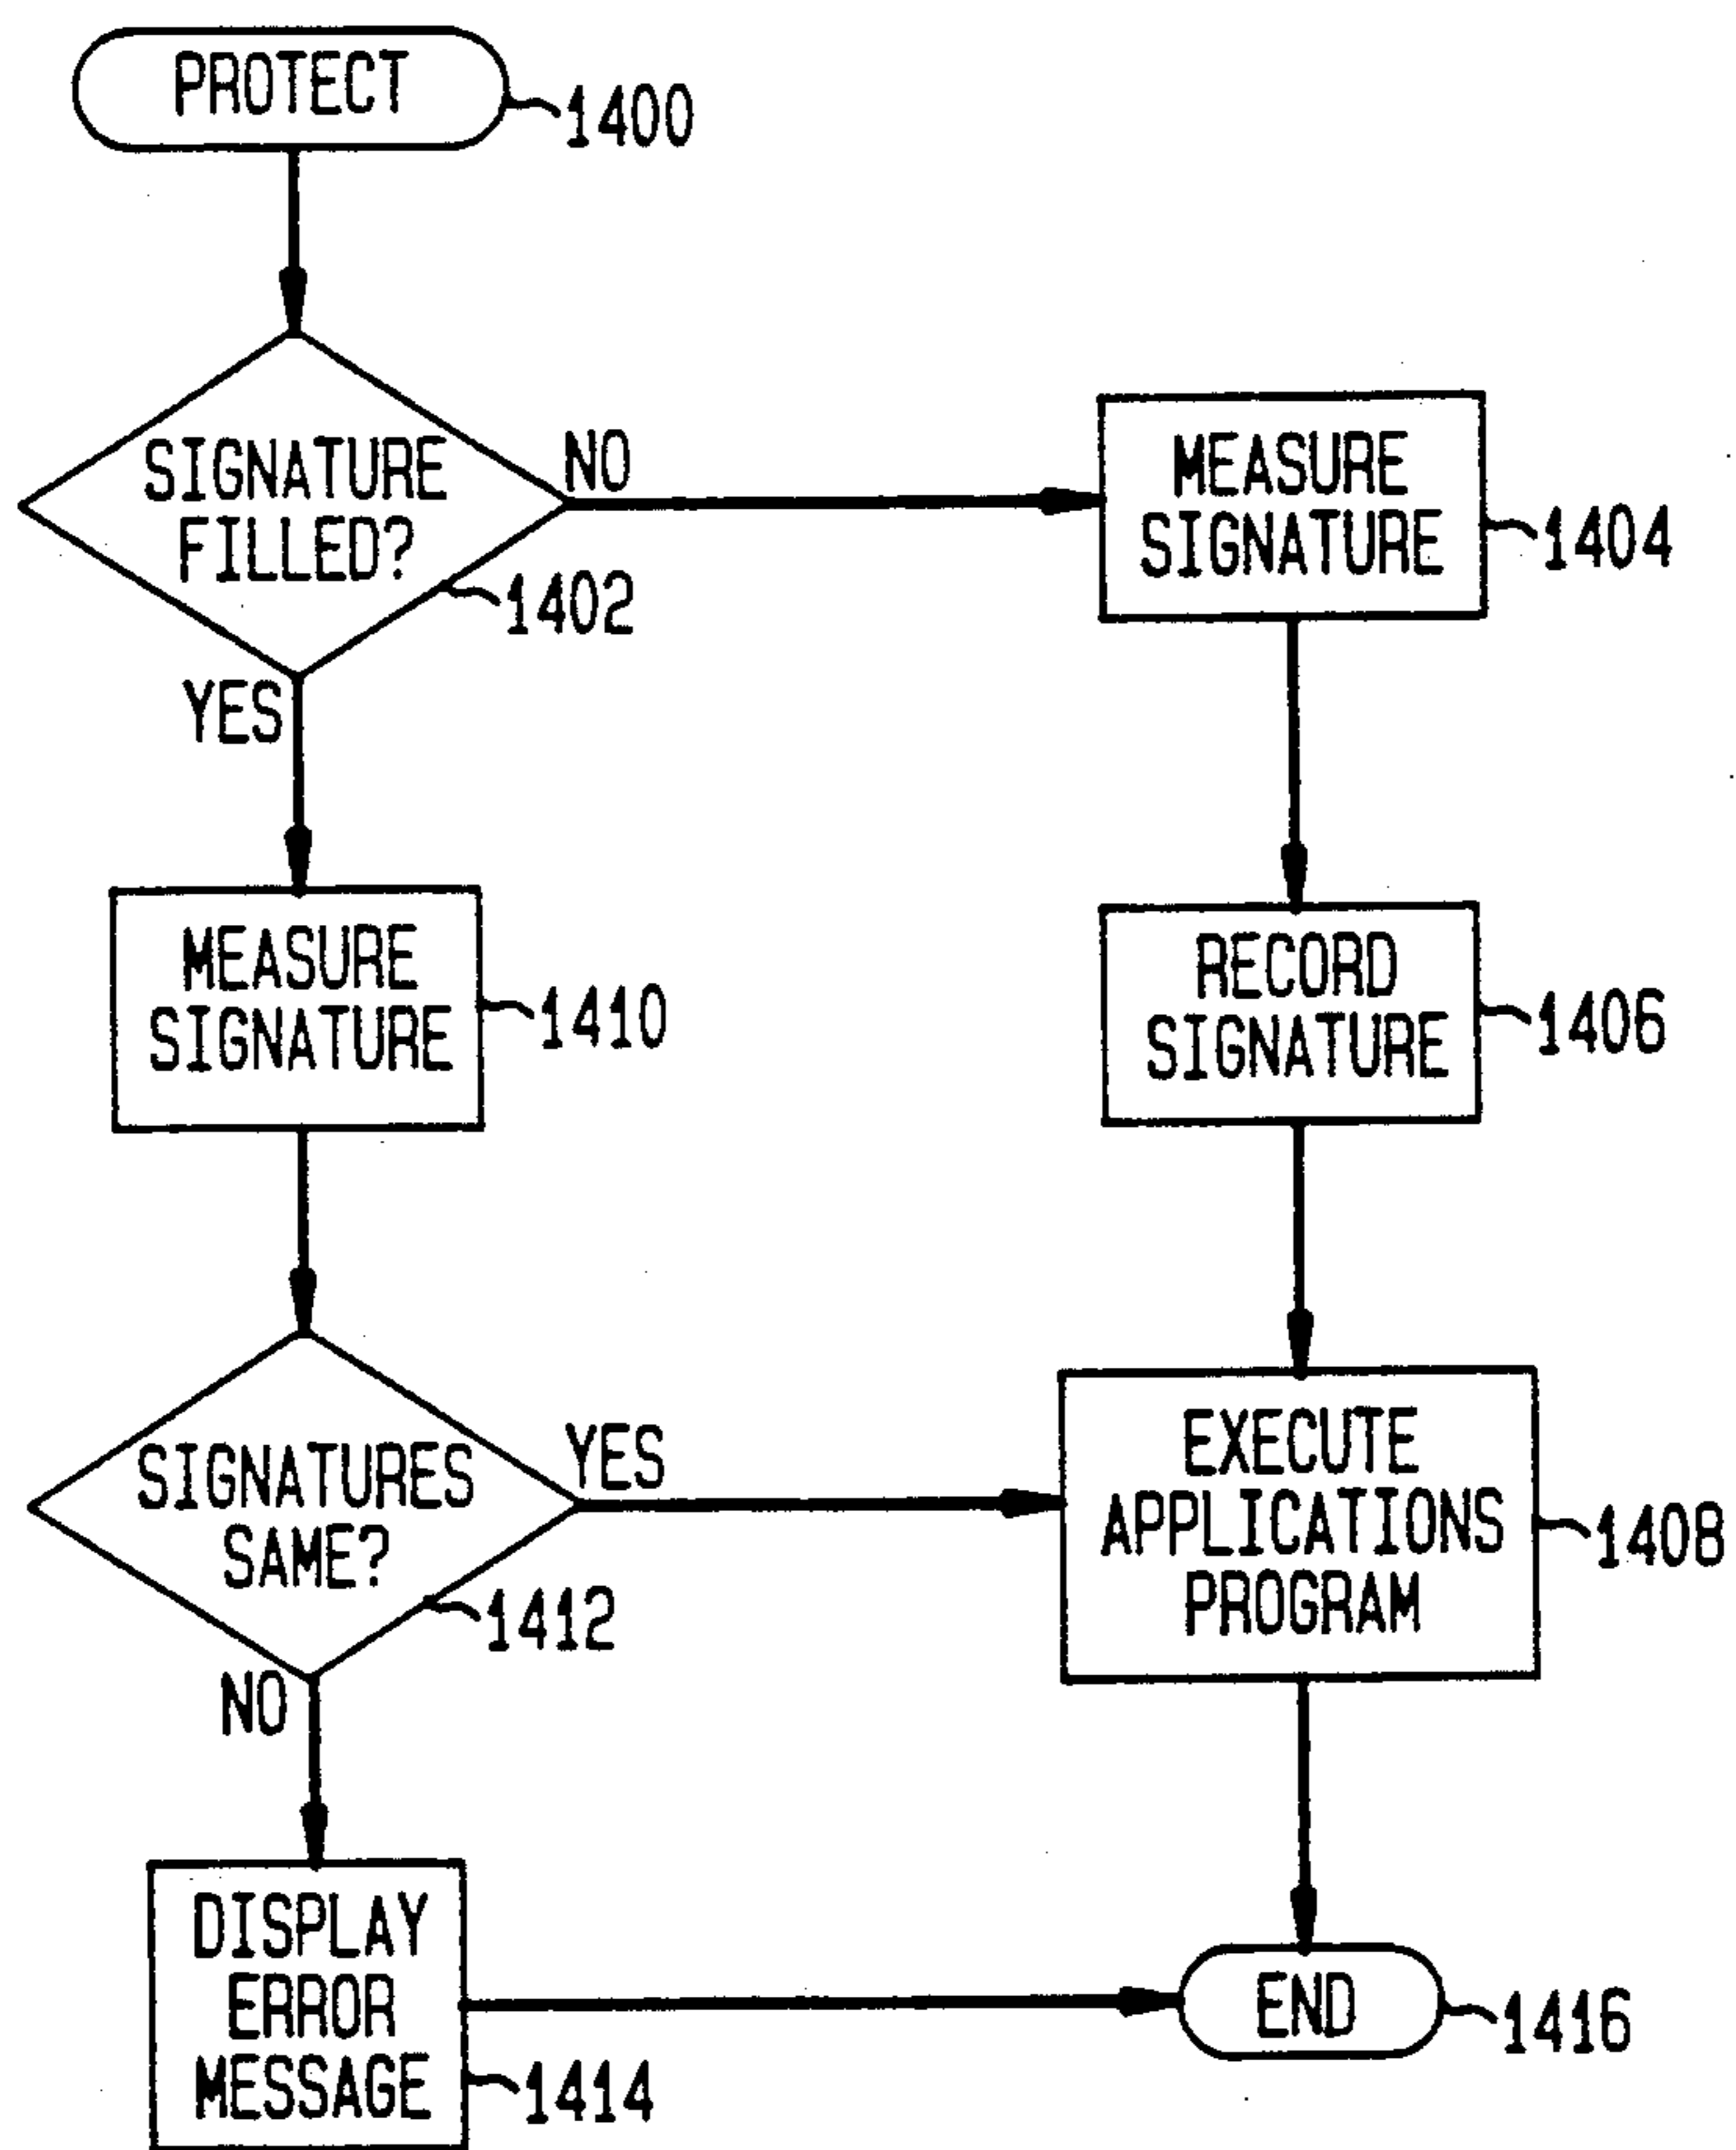 PROTECT
1400
SIGNATURE
FILLED?
1402
NO
YES
MEASURE
SIGNATURE
1404
MEASURE
SIGNATURE
1410
RECORD
SIGNATURE
1406
SIGNATURES
SAME?
1412
YES
NO
EXECUTE
APPLICATIONS
PROGRAM
1408
DISPLAY
ERROR
MESSAGE
1414
END
1416